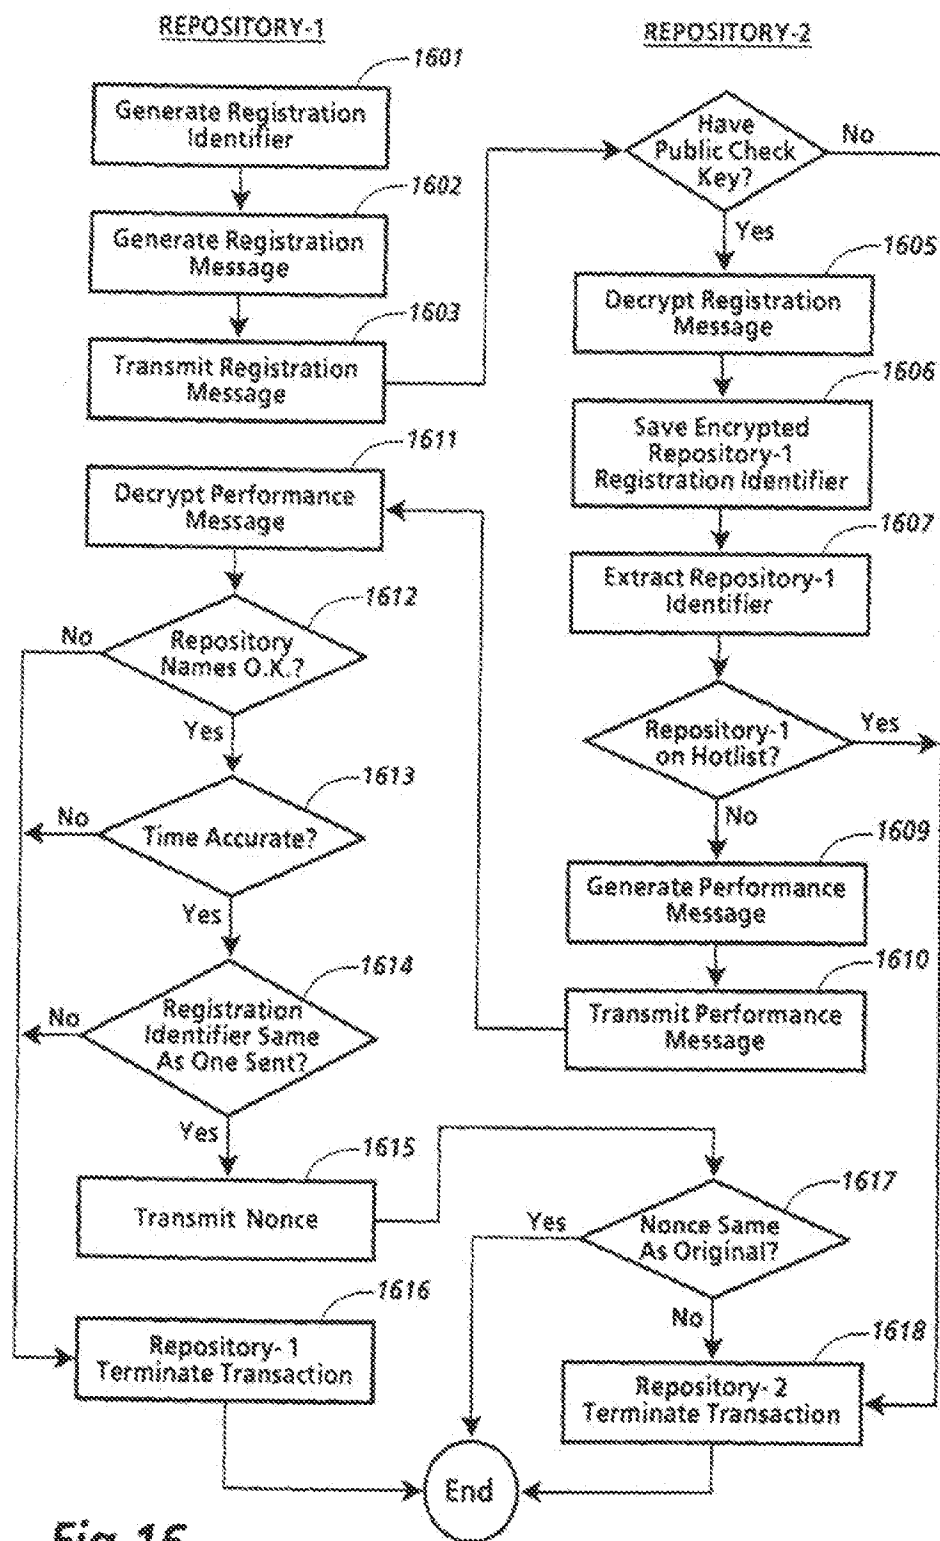 REPOSITORY-1
1601
Generate Registration
Identifier
1602
Generate Registration
Message
1603
Transmit Registration
Message
1611
Decrypt Performance
Message
1612
Repository
Names O.K.?
No
Yes
1613
Time Accurate?
No
Yes
1614
Registration
Identifier Same
As One Sent?
No
Yes
1615
Transmit Nonce
1616
Repository- 1
Terminate Transaction
REPOSITORY-2
Have
Public Check
Key?
No
Yes
1605
Decrypt Registration
Message
1606
Save Encrypted
Repository-1
Registration Identifier
1607
Extract Repository-1
Identifier
Repository-1
on Hotlist?
Yes
No
1609
Generate Performance
Message
1610
Transmit Performance
Message
1617
Nonce Same
As Original?
Yes
No
1618
Repository- 2
Terminate Transaction
End
Fig.16